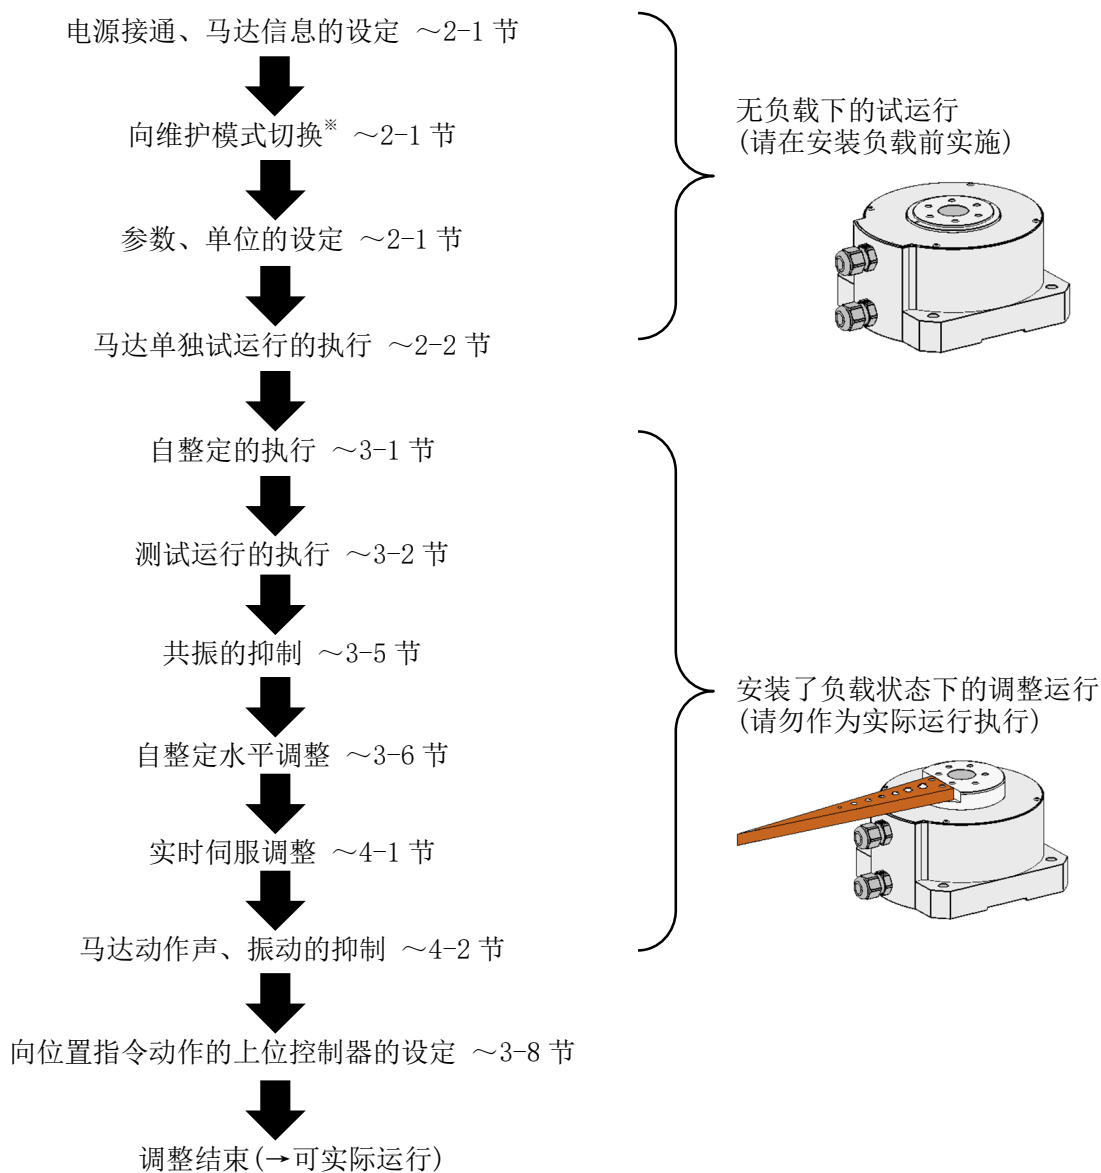 电源接通、马达信息的设定 ～2-1 节
向维护模式切换※ ～2-1 节
参数、单位的设定 ～2-1 节
马达单独试运行的执行 ～2-2 节
无负载下的试运行
(请在安装负载前实施)
自整定的执行 ～3-1 节
测试运行的执行 ～3-2 节
共振的抑制 ～3-5 节
自整定水平调整 ～3-6 节
实时伺服调整 ～4-1 节
马达动作声、振动的抑制 ～4-2 节
安装了负载状态下的调整运行
(请勿作为实际运行执行)
向位置指令动作的上位控制器的设定 ～3-8 节
调整结束(→可实际运行)